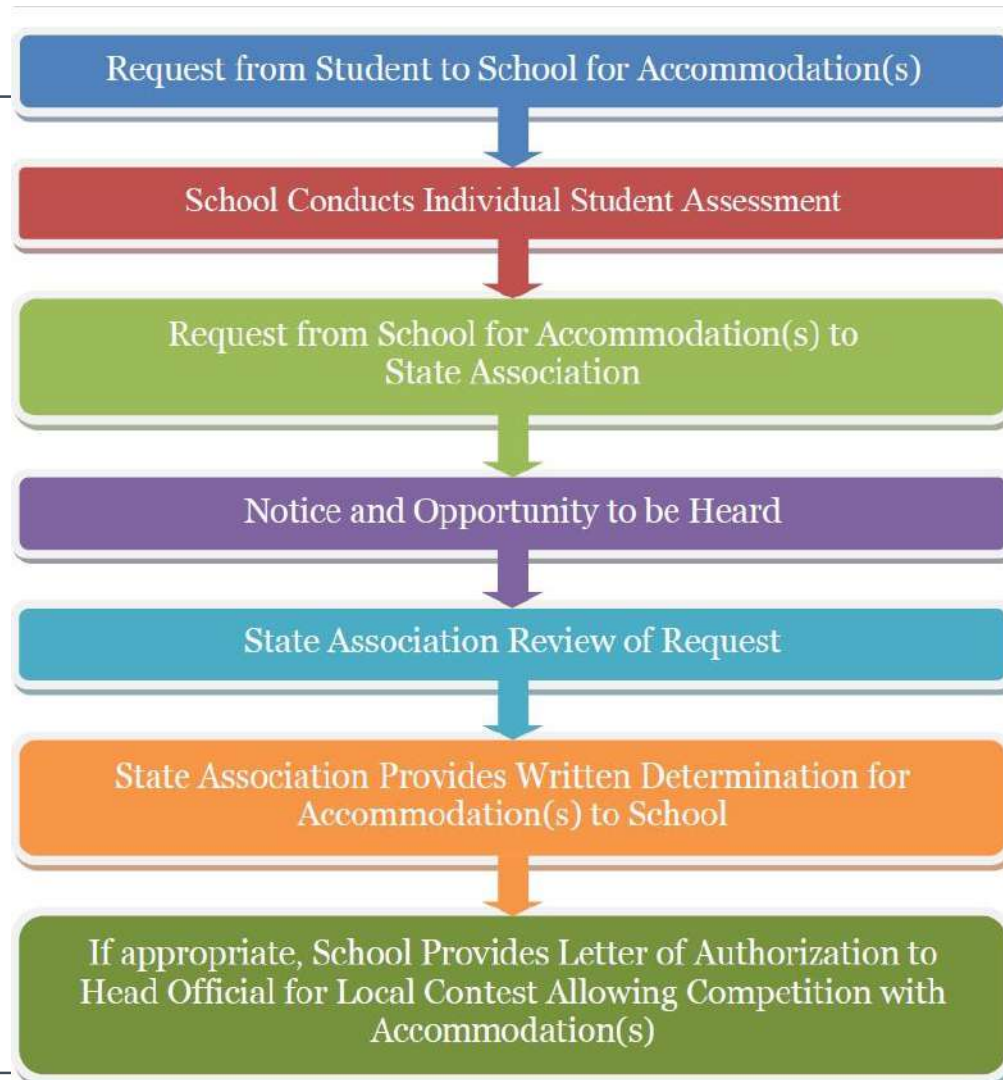 Request from Student to School for Accommodation(s)
School Conducts Individual Student Assessment
Request from School for Accommodation(s) to
State Association
Notice and Opportunity to be Heard
State Association Review of Request
State Association Provides Written Determination for
Accommodation(s) to School
If appropriate, School Provides Letter of Authorization to
Head Official for Local Contest Allowing Competition with
Accommodation(s)